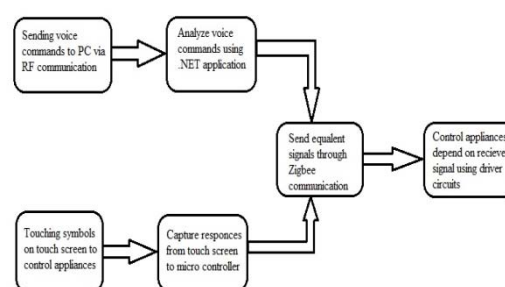 Sending voice
commands to PC via
RF communication
Analyze voice
commands using
.NET application
Send equalent
signals through
Zigbee
communication
Control appliances
depend on recieve
signal using driver
circuits
Touching symbols
on touch screen to
control appliances
Capture responces
from touch screen
to micro controller